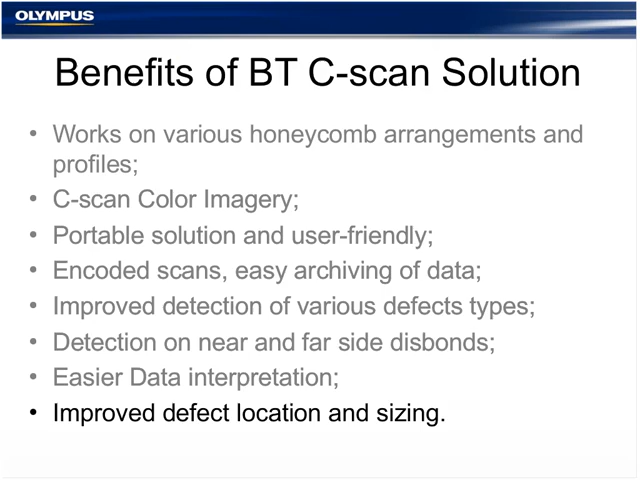 OLYMPUS
Benefits of BT C-scan Solution
• Works on various honeycomb arrangements and
profiles;
• C-scan Color Imagery;
• Portable solution and user-friendly;
• Encoded scans, easy archiving of data;
• Improved detection of various defects types;
• Detection on near and far side disbonds;
• Easier Data interpretation;
• Improved defect location and sizing.